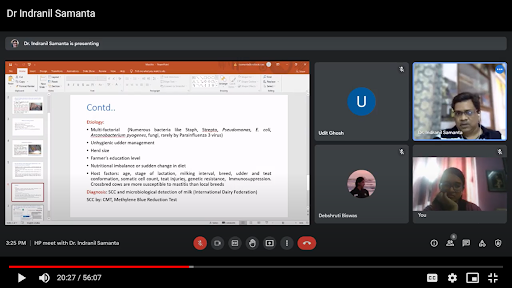 Dr Indranil Samanta
Dr. Indranil Samanta is presenting
Contd..
Etiology:
• Multi-factorial (Numerous bacteria like Staph, Strepto, Pseudomonas, E. coli,
Arcanobacterium pyogenes, fungi, rarely by Parainfluenza 3 virus)
• Unhygienic udder management
• Herd size
• Farmer's education level
• Nutritional imbalance or sudden change in diet
• Host factors: age, stage of lactation, milking interval, breed, udder and teat
conformation, somatic cell count, teat injuries, genetic resistance, Immunosuppression.
Crossbred cows are more susceptible to mastitis than local breeds
Diagnosis: SCC and microbiological detection of milk (International Dairy Federation)
SCC by: CMT, Methylene Blue Reduction Test
U
Udit Ghosh
Dr. Indranil Samanta
Debshruti Biswas
You
3:25 PM | HP meet with Dr. Indranil Samanta
20:27 / 56:07
CC